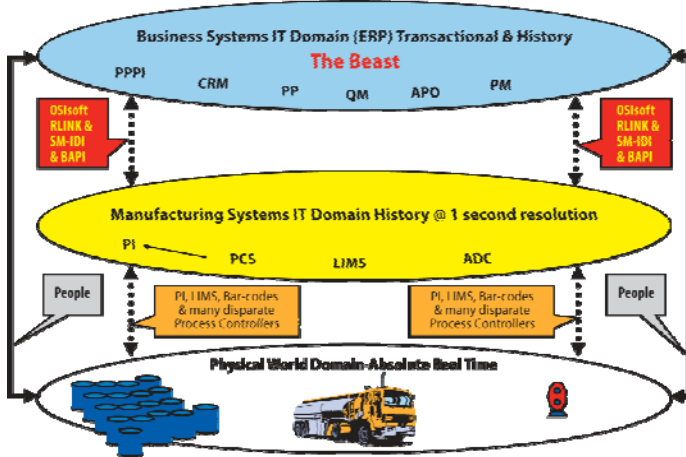 Business Systems IT Domain (ERP) Transactional & History
The Beast
PPPI
CRM
PP
QM
APO
PM
OSIsoft
RLINK &
SM-IDI
& BAPI
OSIsoft
RLINK &
SM-IDI
& BAPI
Manufacturing Systems IT Domain History @ 1 second resolution
PI
PCS
LIMS
ADC
People
PI, LIMS, Bar-codes
& many disparate
Process Controllers
PI, LIMS, Bar-codes
& many disparate
Process Controllers
People
Physical World Domain-Absolute Real Time